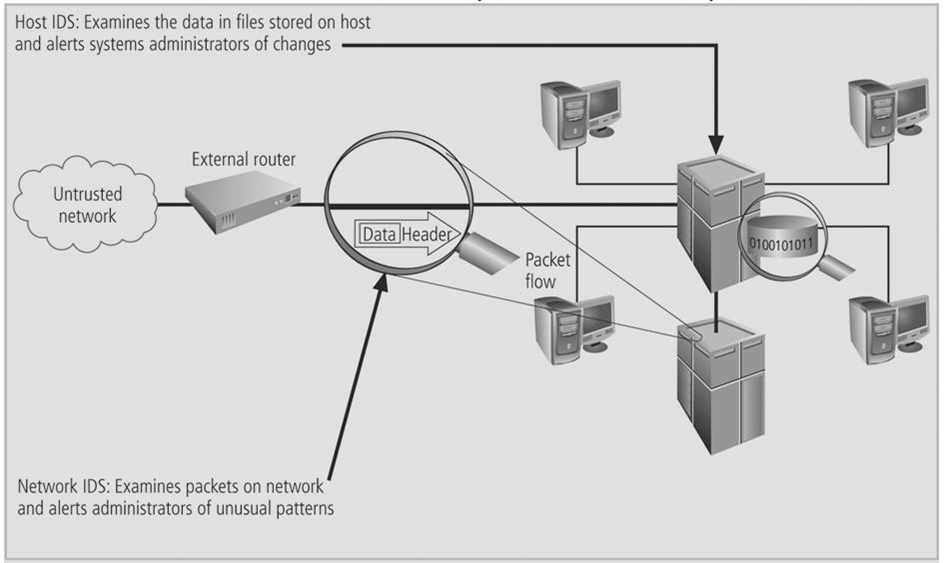 Host IDS: Examines the data in files stored on host
and alerts systems administrators of changes
External router
Untrusted
network
Data Header
Packet
flow
0100101011
Network IDS: Examines packets on network
and alerts administrators of unusual patterns